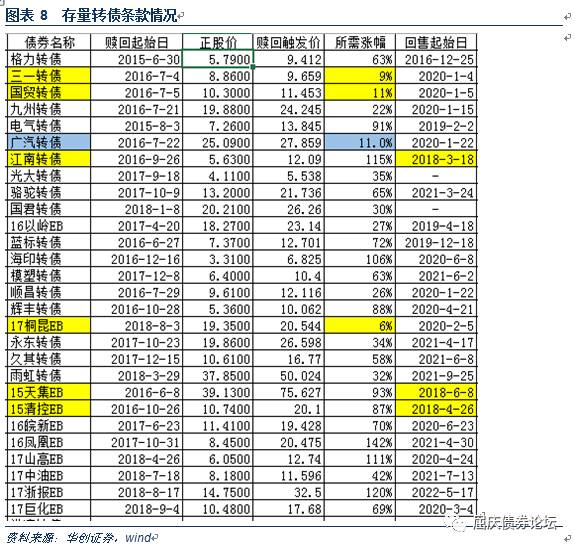 图表 8 存量转债条款情况
债券名称 赎回起始日 正股价 赎回触发价 所需涨幅 回售起始日
格力转债 2015-6-30 5.7900 9.412 63% 2016-12-25
三一转债 2016-7-4 8.8600 9.659 9% 2020-1-4
国贸转债 2016-7-5 10.3000 11.453 11% 2020-1-5
九州转债 2016-7-21 19.8800 24.245 22% 2020-1-15
电气转债 2015-8-3 7.2600 13.845 91% 2019-2-2
广汽转债 2016-7-22 25.0900 27.859 11.0% 2020-1-22
江南转债 2016-9-26 5.6300 12.09 115% 2018-3-18
光大转债 2017-9-18 4.1100 5.538 35% -
骆驼转债 2017-10-9 13.2000 21.736 65% 2021-3-24
国君转债 2018-1-8 20.2100 26.26 30% -
16以岭EB 2017-4-20 18.2700 23.14 27% 2019-4-18
蓝标转债 2016-6-27 7.3700 12.701 72% 2019-12-18
海印转债 2016-12-16 3.3100 6.825 106% 2020-6-8
模塑转债 2017-12-8 6.4000 10.4 63% 2021-6-2
顺昌转债 2016-7-29 9.6100 12.116 26% 2020-1-22
辉丰转债 2016-10-28 5.3600 10.062 88% 2020-4-21
17桐昆EB 2018-8-3 19.3500 20.544 6% 2020-2-5
永东转债 2017-10-23 19.8600 26.598 34% 2021-4-17
久其转债 2017-12-15 10.6100 16.77 58% 2021-6-8
雨虹转债 2018-3-29 37.8500 50.024 32% 2021-9-25
15天集EB 2016-6-8 39.1300 75.627 93% 2018-6-8
15清控EB 2016-10-26 10.7400 20.1 87% 2018-4-26
16皖新EB 2017-6-23 11.4100 19.428 70% 2020-6-23
16凤凰EB 2017-10-31 8.4500 20.475 142% 2021-4-30
17山高EB 2018-4-26 6.0500 12.74 111% 2020-4-24
17中油EB 2018-7-18 8.1800 11.596 42% 2021-7-13
17浙报EB 2018-8-17 14.7500 32.5 120% 2022-5-17
17巨化EB 2018-9-4 10.4800 17.68 69% 2020-3-4
屈庆债券论坛
资料来源：华创证券，wind